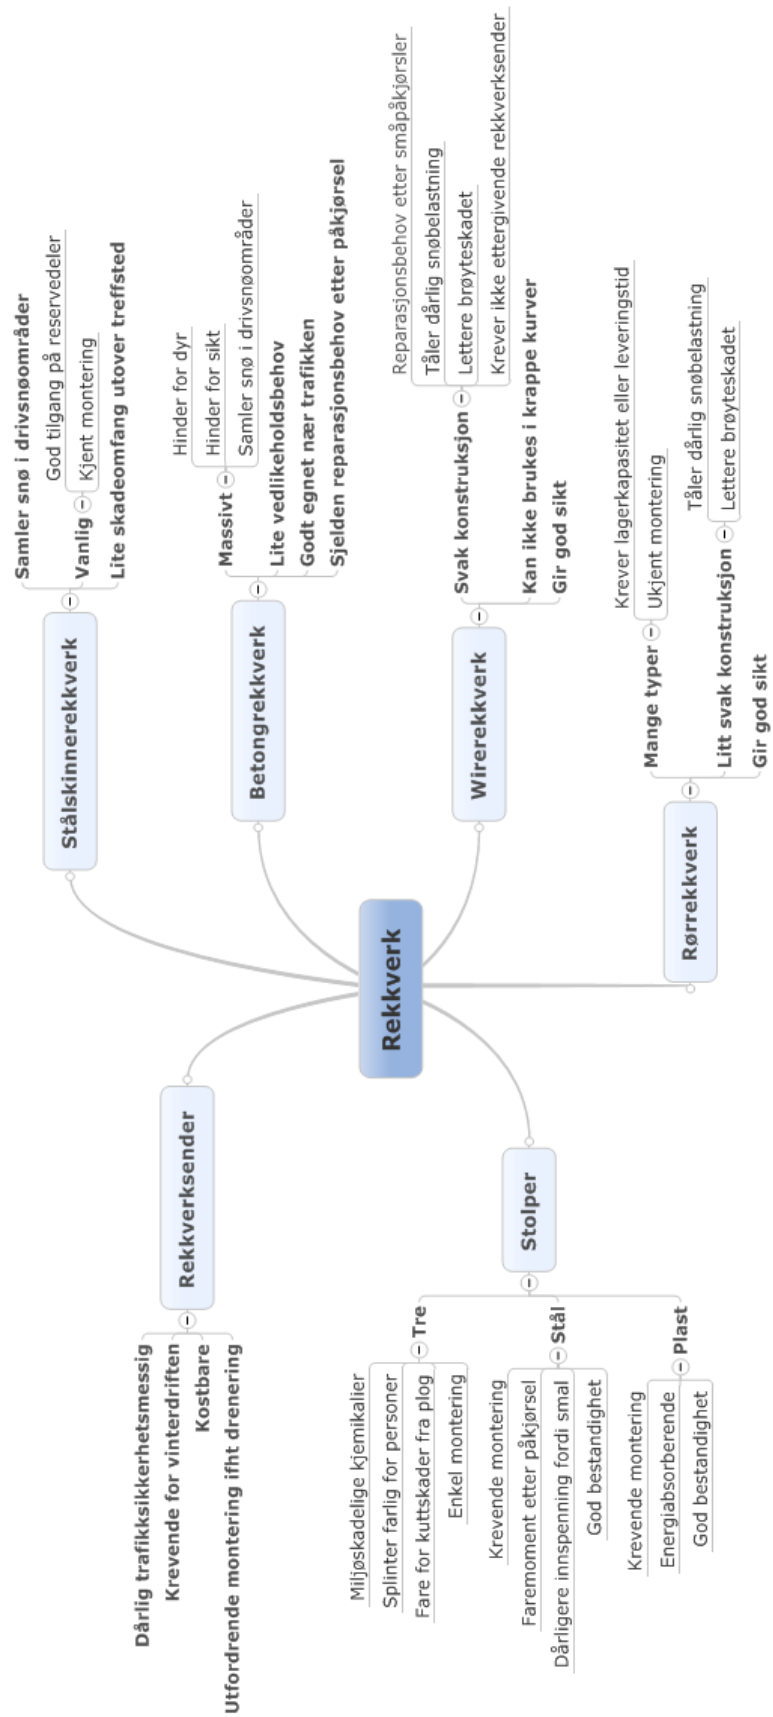 Rekkverk
Stålskinnerekkverk
Samler snø i drivsnøområder
Vanlig
God tilgang på reservedeler
Kjent montering
Lite skadeomfang utover treffsted
Betongrekkverk
Massivt
Hinder for dyr
Hinder for sikt
Samler snø i drivsnøområder
Lite vedlikeholdsbehov
Godt egnet nær trafikken
Sjelden reparasjonsbehov etter påkjørsel
Wirerekkverk
Svak konstruksjon
Reparasjonsbehov etter småpåkjørsler
Tåler dårlig snøbelastning
Lettere brøyteskadet
Krever ikke ettergivende rekkverksender
Kan ikke brukes i krappe kurver
Gir god sikt
Rørrekkverk
Mange typer
Krever lagerkapasitet eller leveringstid
Ukjent montering
Litt svak konstruksjon
Tåler dårlig snøbelastning
Lettere brøyteskadet
Gir god sikt
Rekkverksender
Dårlig trafikksikkerhetsmessig
Krevende for vinterdriften
Kostbare
Utfordrende montering ifht drenering
Stolper
Tre
Miljøskadelige kjemikalier
Splinter farlig for personer
Fare for kuttskader fra plog
Enkel montering
Stål
Krevende montering
Faremoment etter påkjørsel
Dårligere innspenning fordi smal
God bestandighet
Plast
Krevende montering
Energiabsorberende
God bestandighet